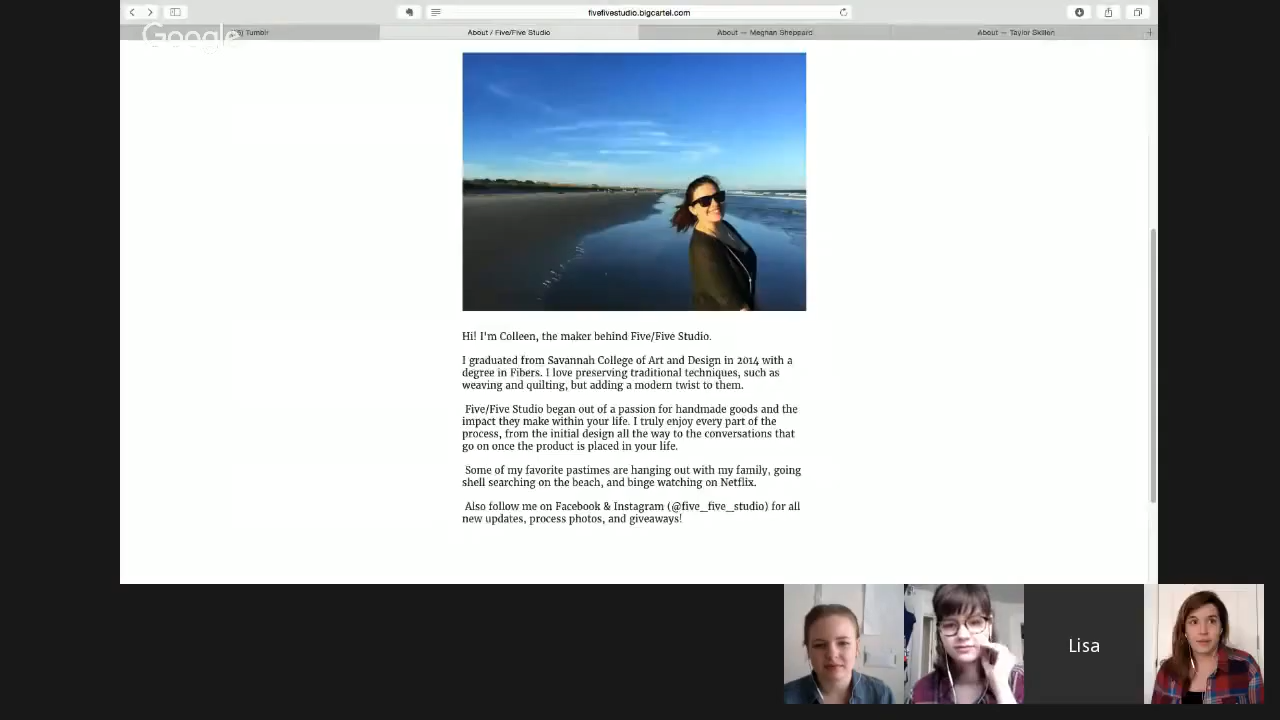 fivefivestudio.bigcartel.com
Google
Tumblr
About / Five/Five Studio
About — Meghan Sheppard
About — Taylor Skillen
Hi! I'm Colleen, the maker behind Five/Five Studio.
I graduated from Savannah College of Art and Design in 2014 with a
degree in Fibers. I love preserving traditional techniques, such as
weaving and quilting, but adding a modern twist to them.
Five/Five Studio began out of a passion for handmade goods and the
impact they make within your life. I truly enjoy every part of the
process, from the initial design all the way to the conversations that
go on once the product is placed in your life.
Some of my favorite pastimes are hanging out with my family, going
shell searching on the beach, and binge watching on Netflix.
Also follow me on Facebook & Instagram (@five_five_studio) for all
new updates, process photos, and giveaways!
Lisa